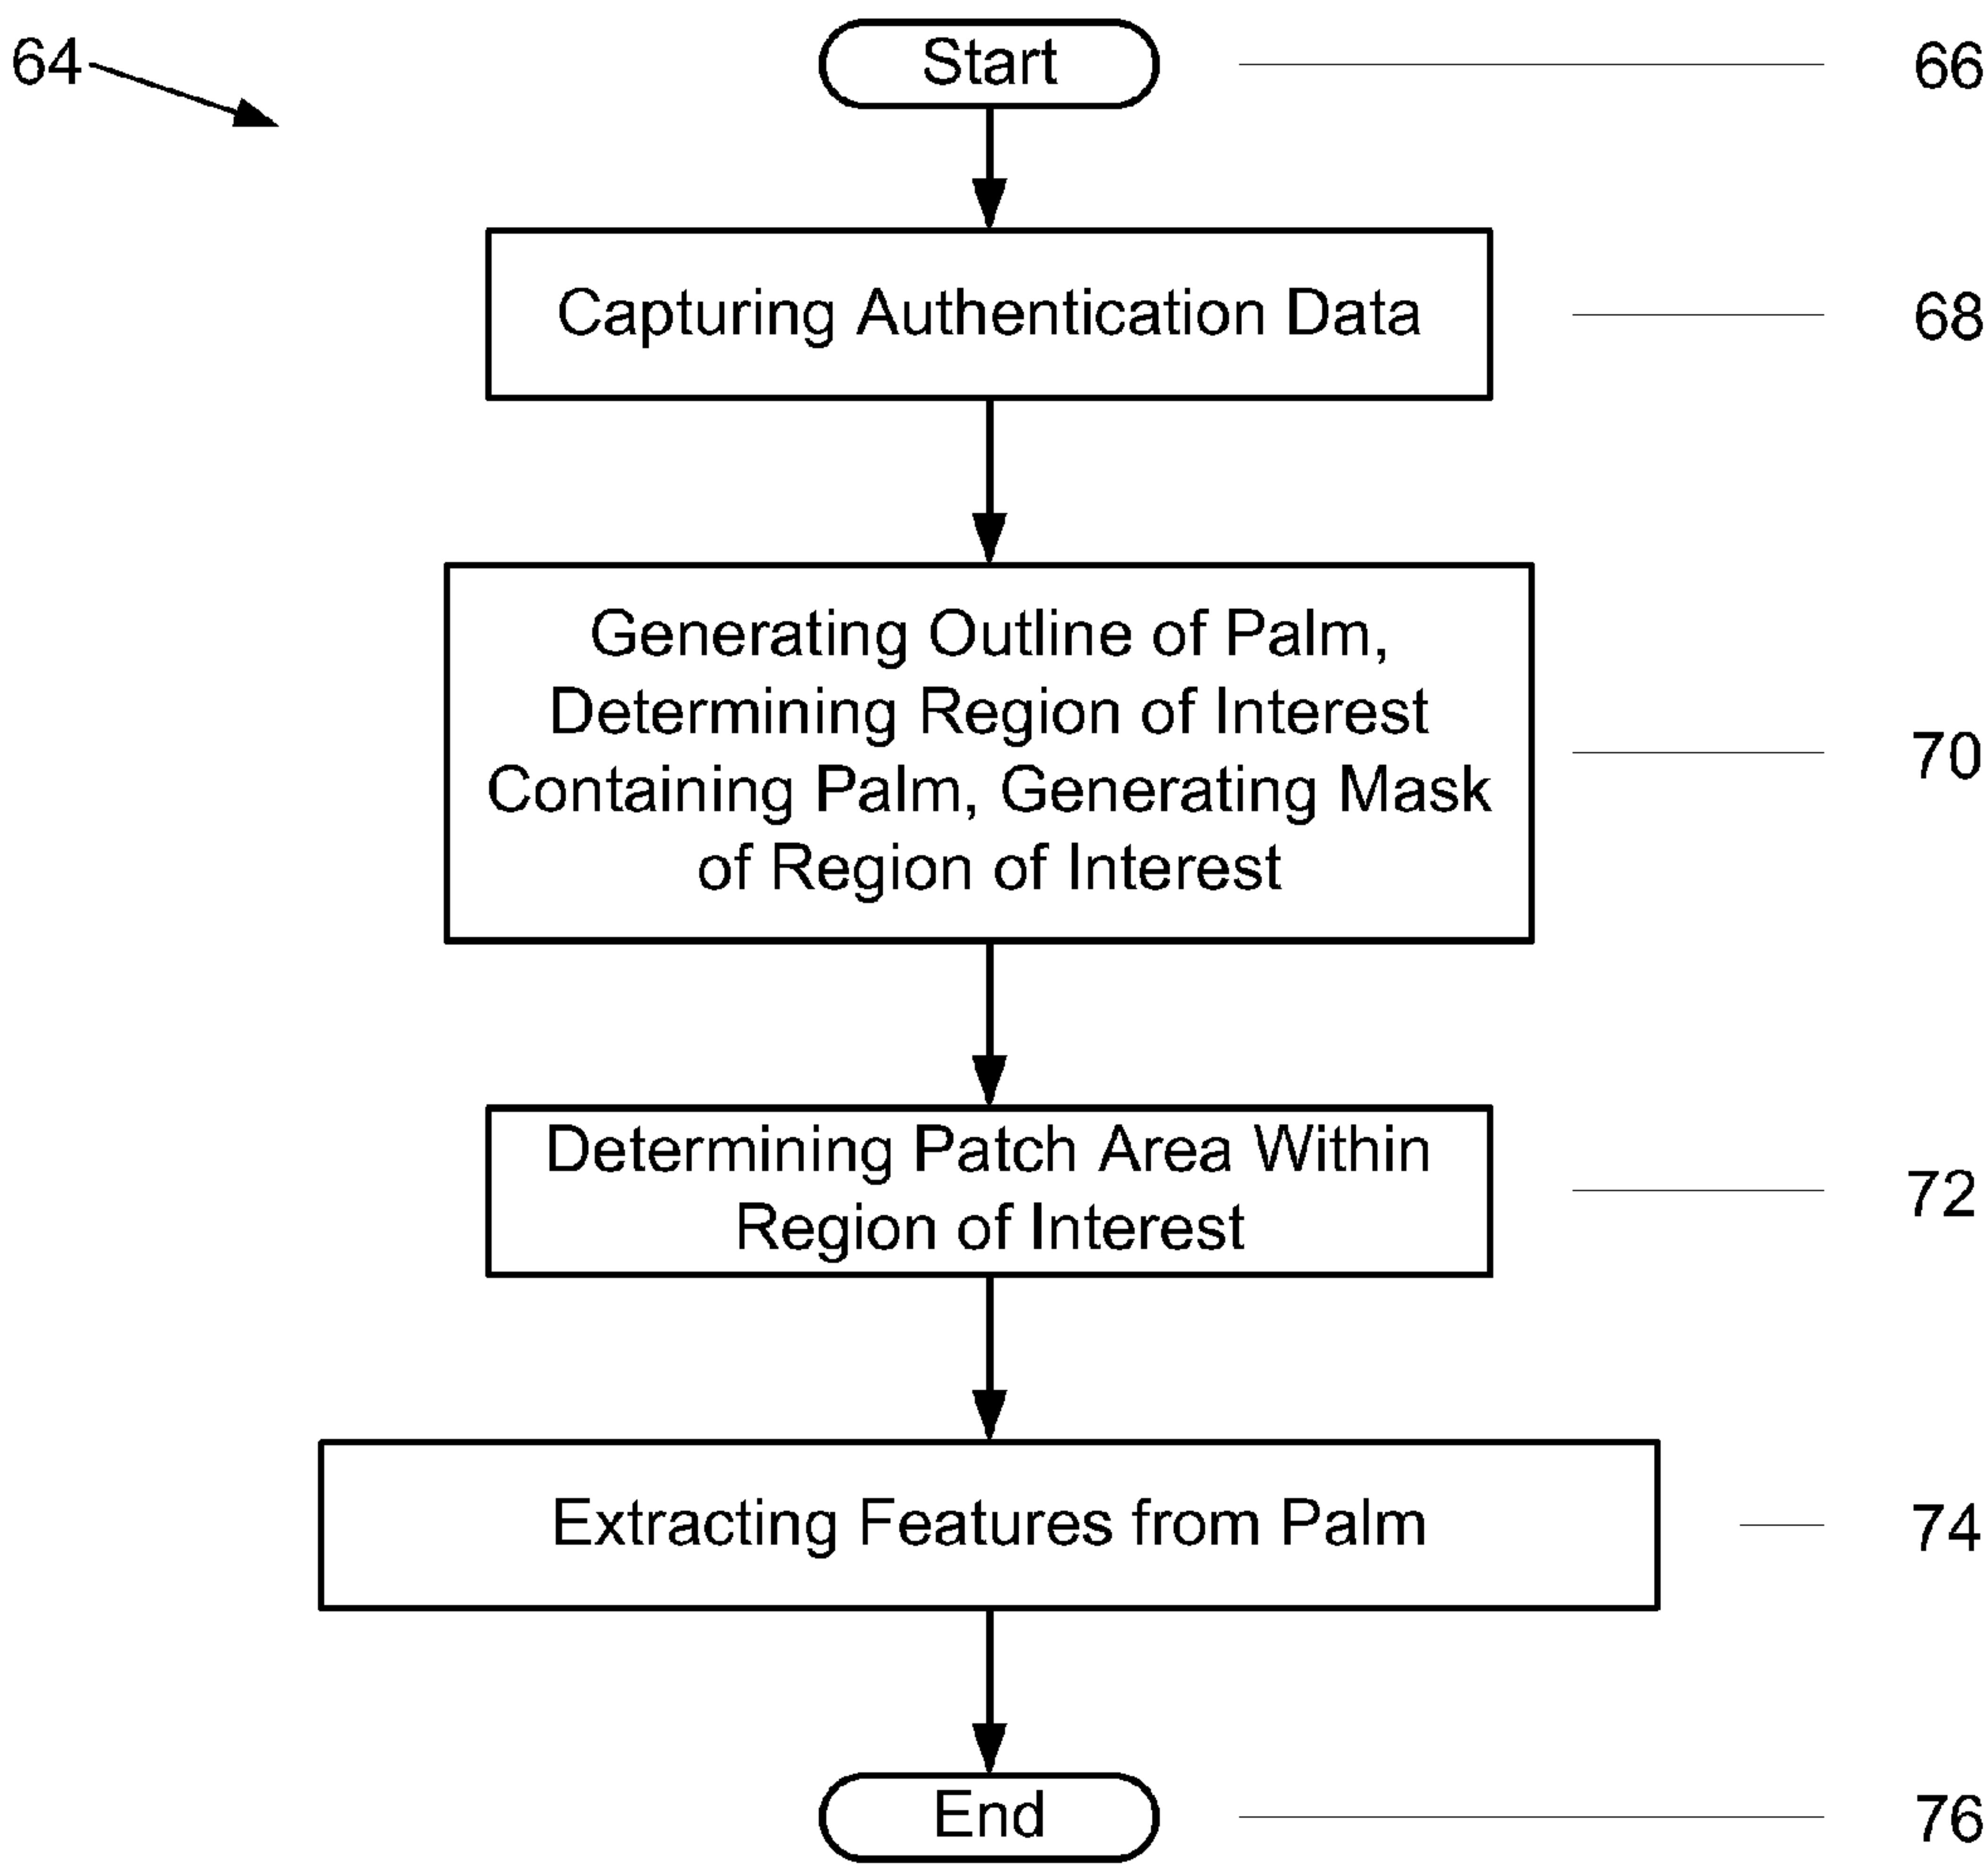 64
Start
66
Capturing Authentication Data
68
Generating Outline of Palm,
Determining Region of Interest
Containing Palm, Generating Mask
of Region of Interest
70
Determining Patch Area Within
Region of Interest
72
Extracting Features from Palm
74
End
76